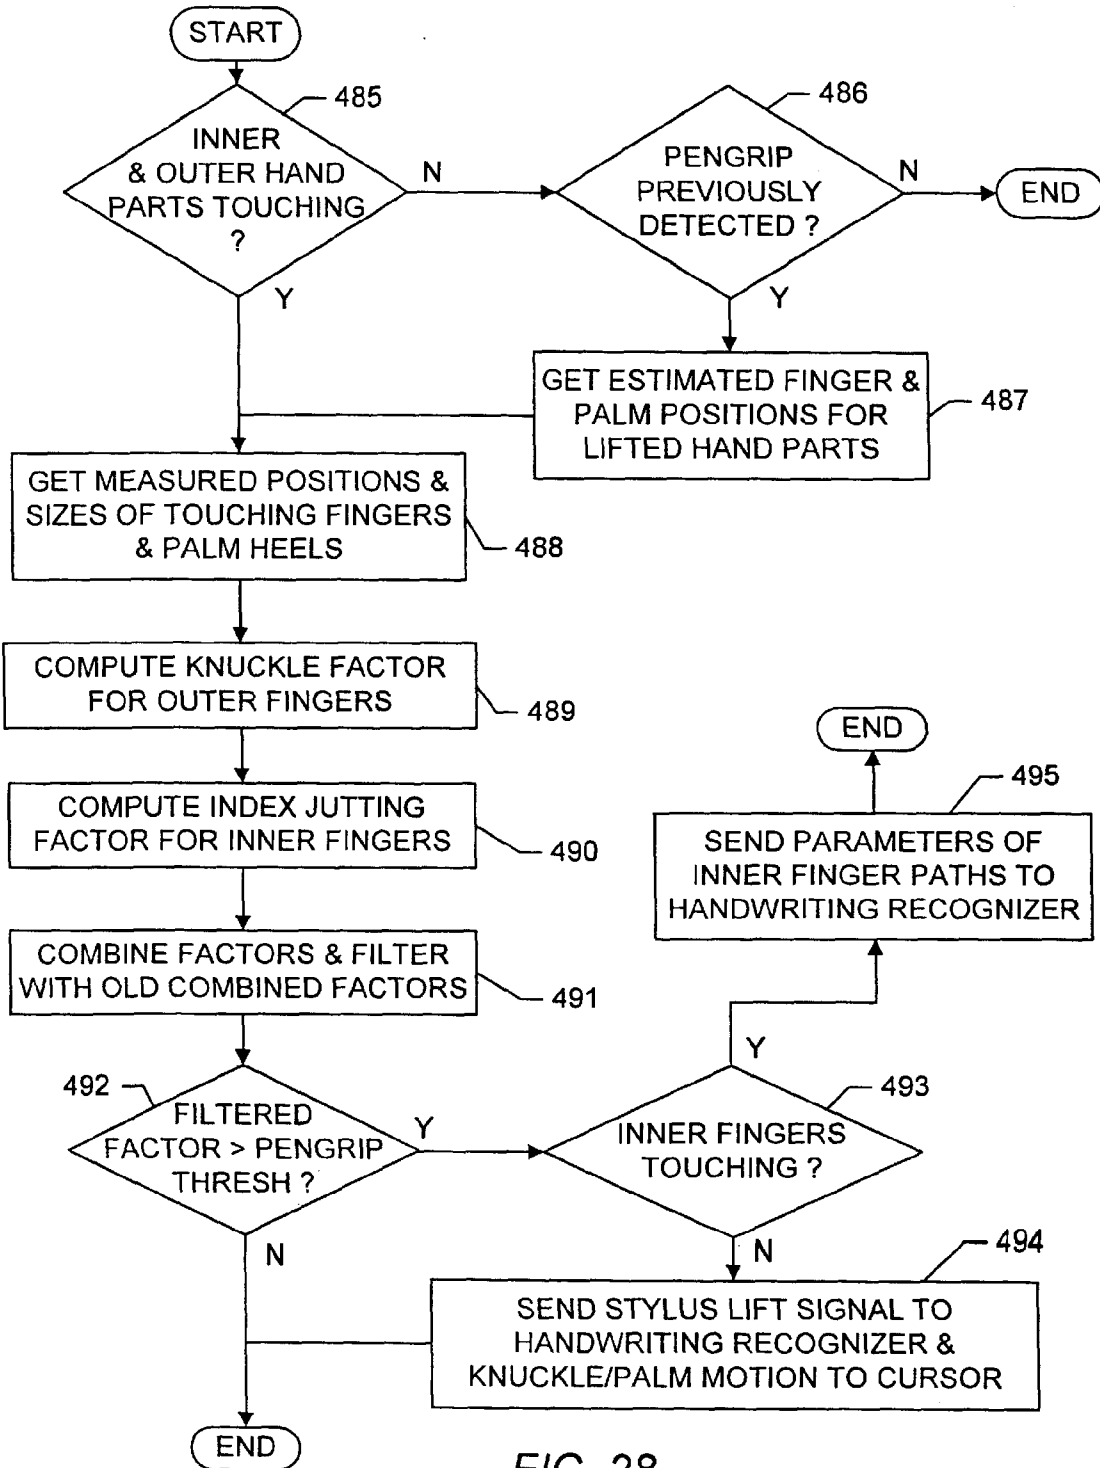 START
485
INNER
& OUTER HAND
PARTS TOUCHING
?
N
Y
486
PENGRIP
PREVIOUSLY
DETECTED ?
N
END
Y
GET ESTIMATED FINGER &
PALM POSITIONS FOR
LIFTED HAND PARTS
487
GET MEASURED POSITIONS &
SIZES OF TOUCHING FINGERS
& PALM HEELS
488
COMPUTE KNUCKLE FACTOR
FOR OUTER FINGERS
489
COMPUTE INDEX JUTTING
FACTOR FOR INNER FINGERS
490
COMBINE FACTORS & FILTER
WITH OLD COMBINED FACTORS
491
492
FILTERED
FACTOR > PENGRIP
THRESH ?
Y
N
493
INNER FINGERS
TOUCHING ?
Y
N
END
495
SEND PARAMETERS OF
INNER FINGER PATHS TO
HANDWRITING RECOGNIZER
494
SEND STYLUS LIFT SIGNAL TO
HANDWRITING RECOGNIZER &
KNUCKLE/PALM MOTION TO CURSOR
END
FIG. 28